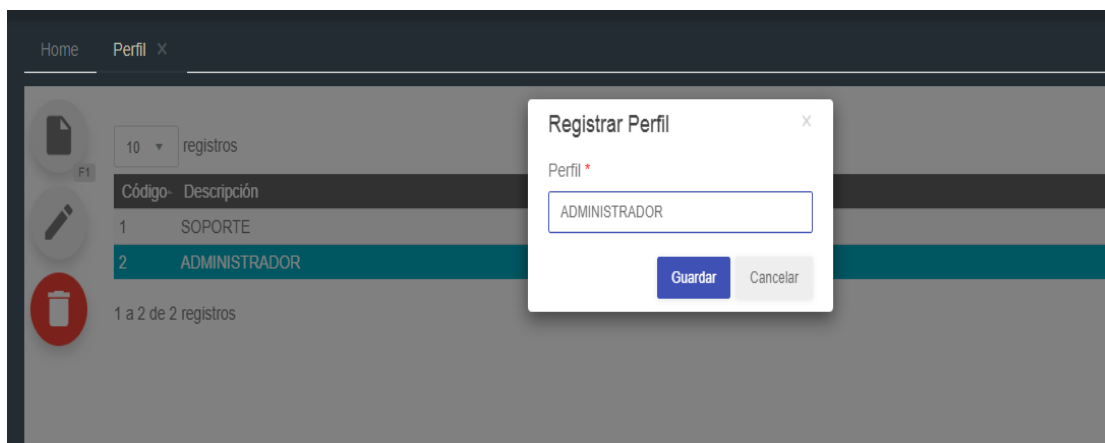 Home Perfil X
10 registros
F1
Código Descripción
1 SOPORTE
2 ADMINISTRADOR
1 a 2 de 2 registros
Registrar Perfil X
Perfil *
ADMINISTRADOR
Guardar Cancelar